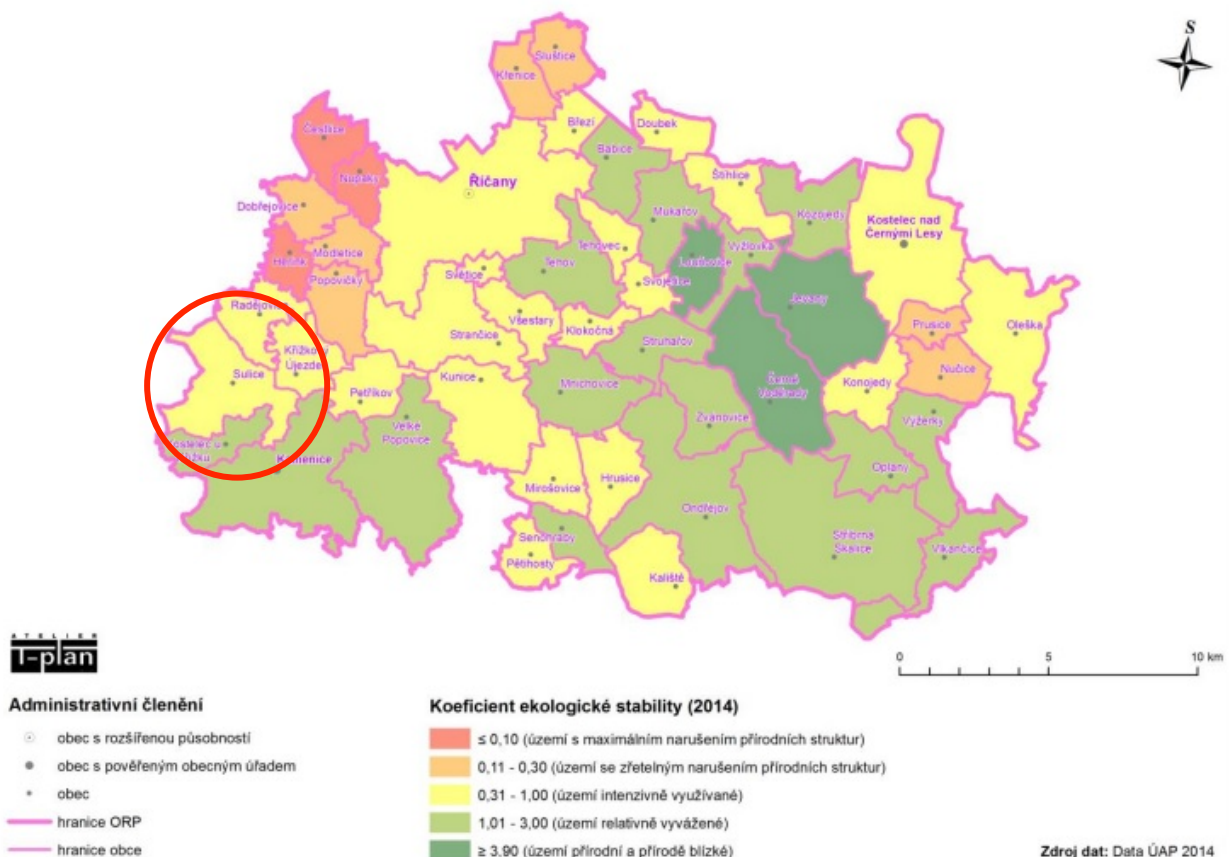 S
Sluštice
Křenice
Březí
Doubek
Čestlice
Babice
Nupaky
Říčany
Štíhlice
Dobřejovice
Mukařov
Kozojedy
Kostelec nad
Černými Lesy
Modletice
Tehovec
Herink
Louňovice
Vyžlovka
Popovičky
Světice
Tehov
Svojetice
Jevany
Radějovice
Všestary
Klokočná
Prusice
Oleška
Strančice
Struhařov
Křížkový
Újezdec
Sulice
Kunice
Mnichovice
Černé
Voděrady
Konojedy
Nučice
Petříkov
Zvánovice
Vyžerky
Velké
Popovice
Kostelec u
Křížků
Kamenice
Oplany
Mirošovice
Hrusice
Ondřejov
Senohraby
Stříbrná
Skalice
Vlkančice
Pětihosty
Kaliště
ATELIER
T-plan
0 5 10 km
Administrativní členění
obec s rozšířenou působností
obec s pověřeným obecným úřadem
obec
hranice ORP
hranice obce
Koeficient ekologické stability (2014)
≤ 0,10 (území s maximálním narušením přírodních struktur)
0,11 - 0,30 (území se zřetelným narušením přírodních struktur)
0,31 - 1,00 (území intenzivně využívané)
1,01 - 3,00 (území relativně vyvážené)
≥ 3,90 (území přírodní a přírodě blízké)
Zdroj dat: Data ÚAP 2014